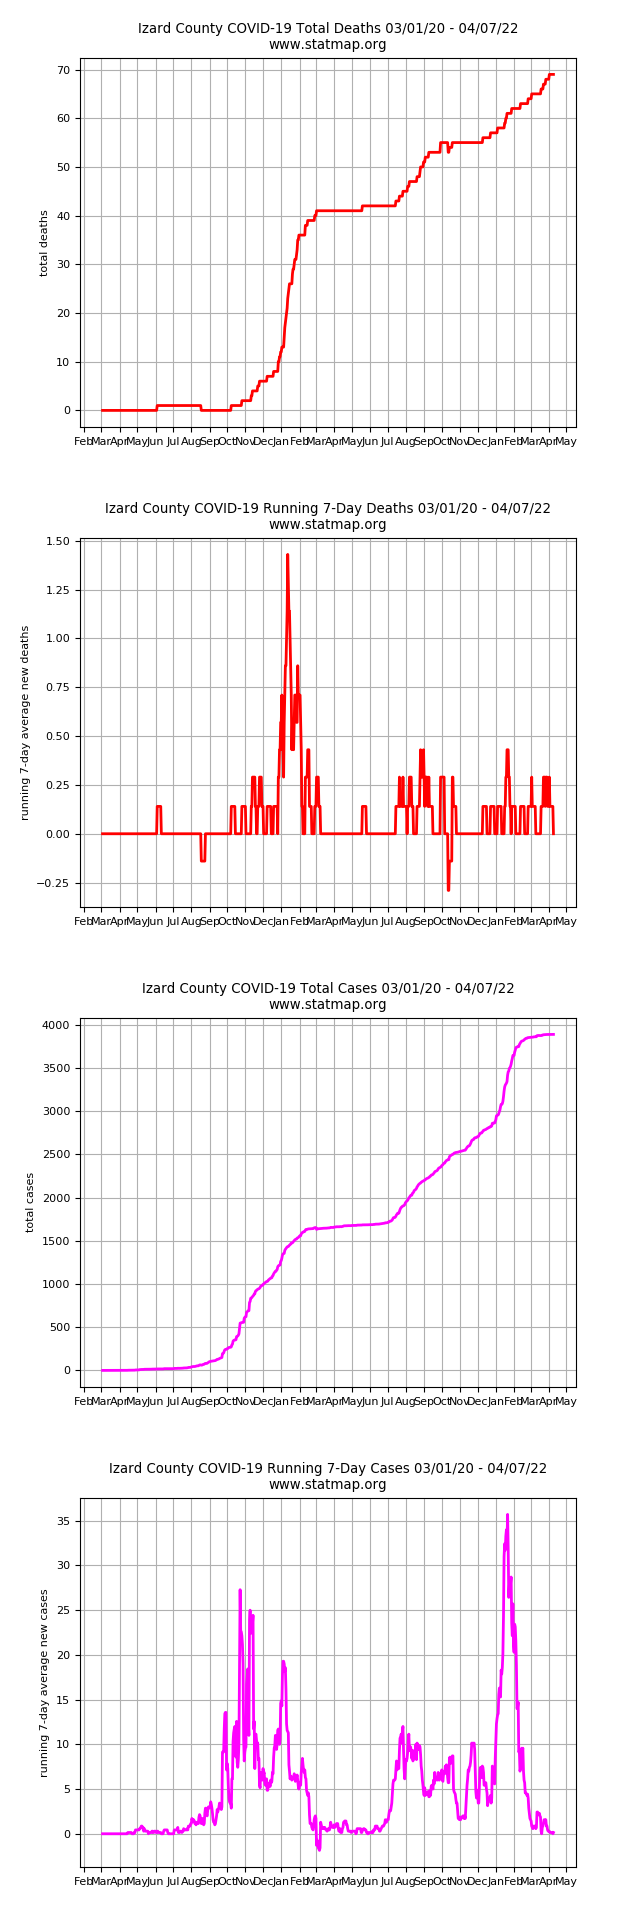 Izard County COVID-19 Total Deaths 03/01/20 - 04/07/22
www.statmap.org
70
60
50
40
30
20
10
0
total deaths
Feb Mar Apr May Jun Jul Aug Sep Oct Nov Dec Jan Feb Mar Apr May Jun Jul Aug Sep Oct Nov Dec Jan Feb Mar Apr May
Izard County COVID-19 Running 7-Day Deaths 03/01/20 - 04/07/22
www.statmap.org
1.50
1.25
1.00
0.75
0.50
0.25
0.00
−0.25
running 7-day average new deaths
Feb Mar Apr May Jun Jul Aug Sep Oct Nov Dec Jan Feb Mar Apr May Jun Jul Aug Sep Oct Nov Dec Jan Feb Mar Apr May
Izard County COVID-19 Total Cases 03/01/20 - 04/07/22
www.statmap.org
4000
3500
3000
2500
2000
1500
1000
500
0
total cases
Feb Mar Apr May Jun Jul Aug Sep Oct Nov Dec Jan Feb Mar Apr May Jun Jul Aug Sep Oct Nov Dec Jan Feb Mar Apr May
Izard County COVID-19 Running 7-Day Cases 03/01/20 - 04/07/22
www.statmap.org
35
30
25
20
15
10
5
0
running 7-day average new cases
Feb Mar Apr May Jun Jul Aug Sep Oct Nov Dec Jan Feb Mar Apr May Jun Jul Aug Sep Oct Nov Dec Jan Feb Mar Apr May